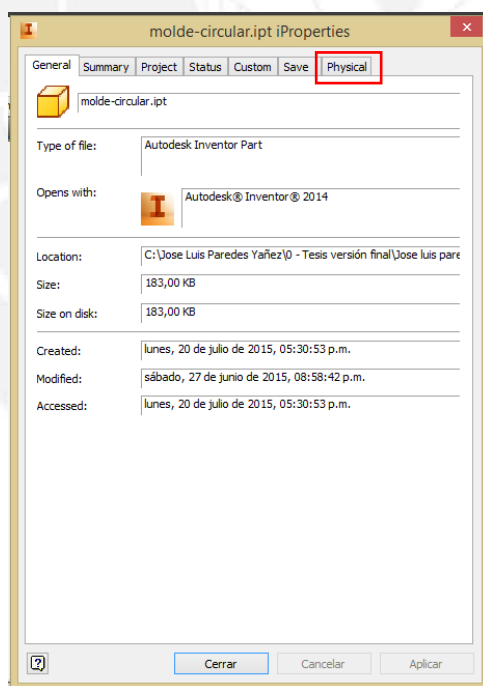 molde-circular.ipt iProperties
General Summary Project Status Custom Save Physical
molde-circular.ipt
Type of file: Autodesk Inventor Part
Opens with: Autodesk® Inventor® 2014
Location: C:\Jose Luis Paredes Yañez\0 - Tesis versión final\Jose luis pare
Size: 183,00 KB
Size on disk: 183,00 KB
Created: lunes, 20 de julio de 2015, 05:30:53 p.m.
Modified: sábado, 27 de junio de 2015, 08:58:42 p.m.
Accessed: lunes, 20 de julio de 2015, 05:30:53 p.m.
Cerrar Cancelar Aplicar